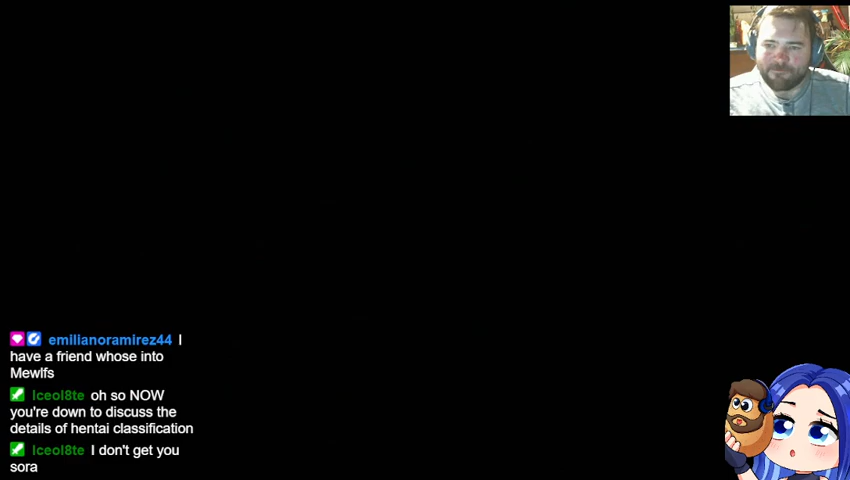 emilianoramirez44 I
have a friend whose into
Mewlfs
Iceol8te oh so NOW
you're down to discuss the
details of hentai classification
Iceol8te I don't get you
sora